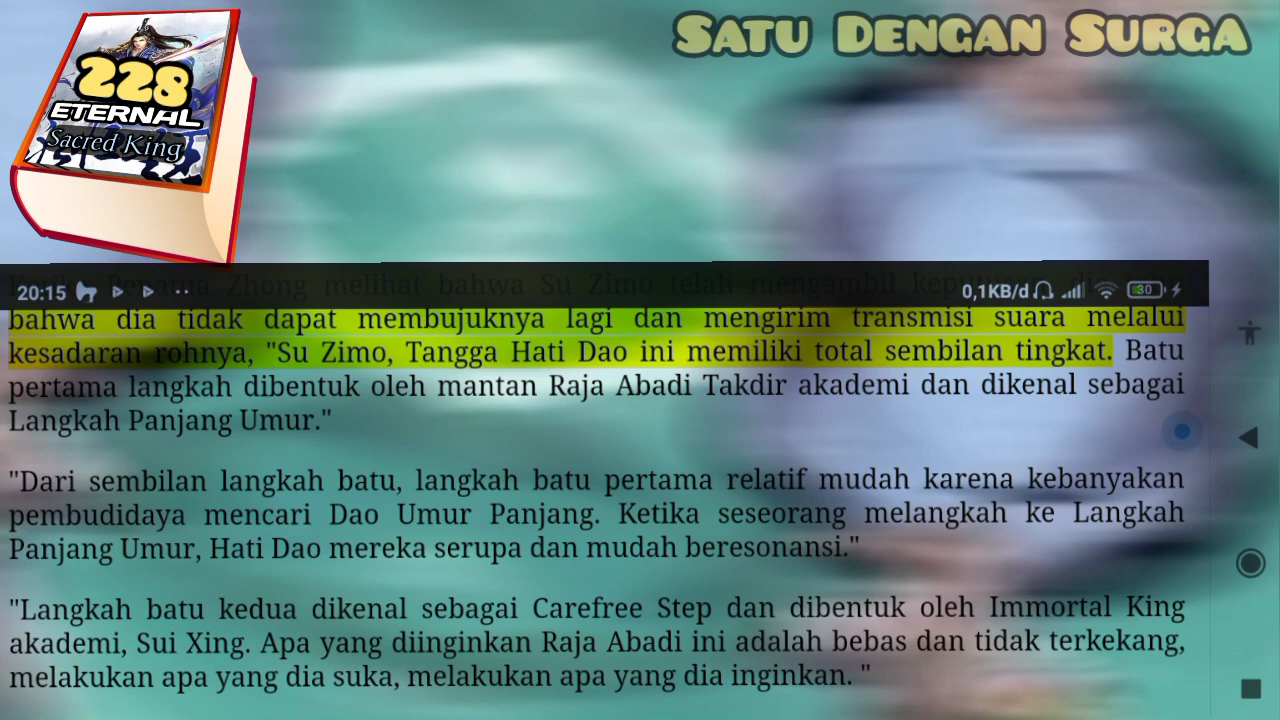 Satu Dengan Surga
228
ETERNAL
Sacred King
Zhong melihat bahwa Su Zimo telah mengambil
20:15
0,1KB/d
30
bahwa dia tidak dapat membujuknya lagi dan mengirim transmisi suara melalui
kesadaran rohnya, "Su Zimo, Tangga Hati Dao ini memiliki total sembilan tingkat. Batu
pertama langkah dibentuk oleh mantan Raja Abadi Takdir akademi dan dikenal sebagai
Langkah Panjang Umur."
"Dari sembilan langkah batu, langkah batu pertama relatif mudah karena kebanyakan
pembudidaya mencari Dao Umur Panjang. Ketika seseorang melangkah ke Langkah
Panjang Umur, Hati Dao mereka serupa dan mudah beresonansi."
"Langkah batu kedua dikenal sebagai Carefree Step dan dibentuk oleh Immortal King
akademi, Sui Xing. Apa yang diinginkan Raja Abadi ini adalah bebas dan tidak terkekang,
melakukan apa yang dia suka, melakukan apa yang dia inginkan. "